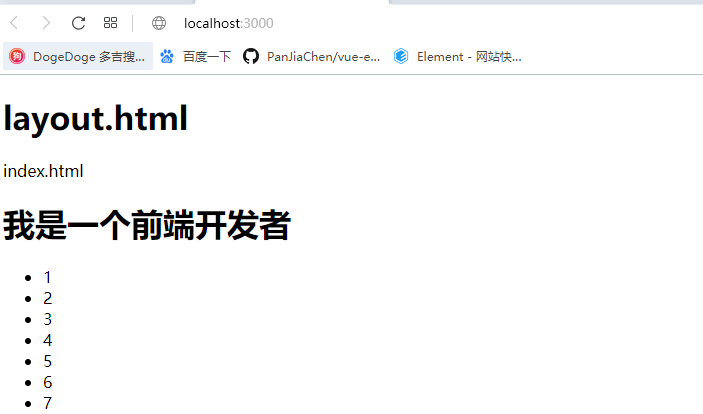 localhost:3000
狗 DogeDoge 多吉搜... 百度一下 PanJiaChen/vue-e... Element - 网站快...
layout.html
index.html
我是一个前端开发者
1
2
3
4
5
6
7